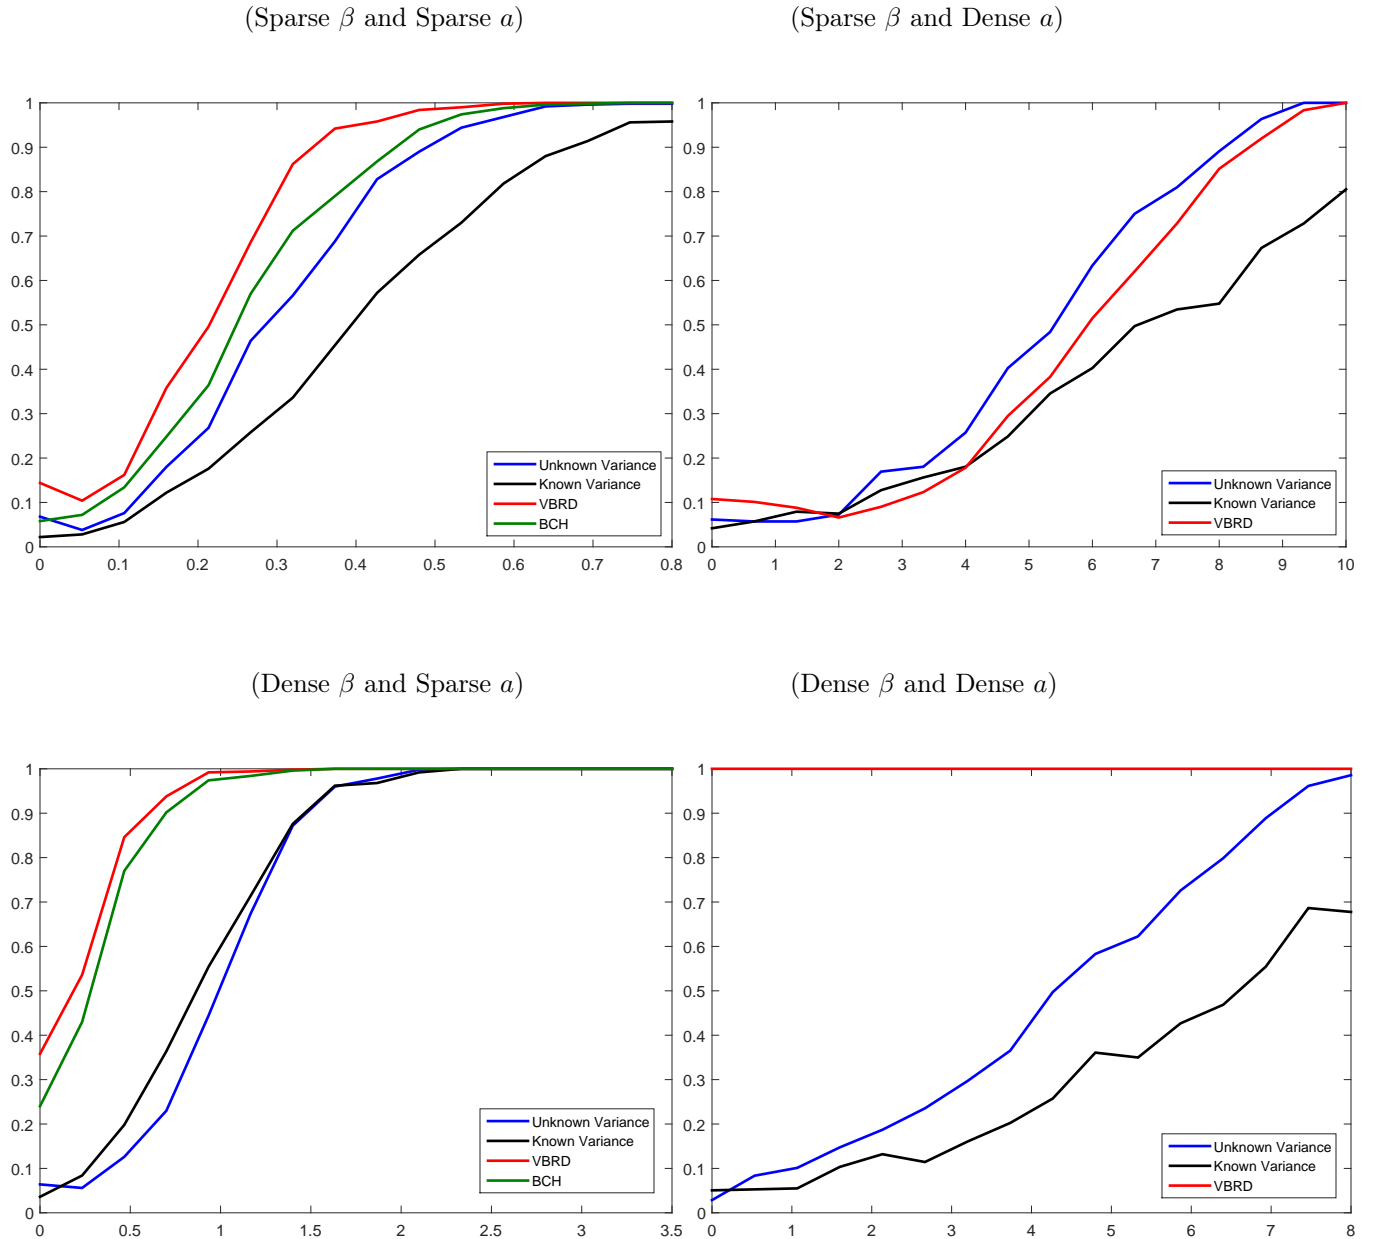 (Sparse β and Sparse a)
(Sparse β and Dense a)
1
0.9
0.8
0.7
0.6
0.5
0.4
0.3
0.2
0.1
0
0 0.1 0.2 0.3 0.4 0.5 0.6 0.7 0.8
Unknown Variance
Known Variance
VBRD
BCH
1
0.9
0.8
0.7
0.6
0.5
0.4
0.3
0.2
0.1
0
0 1 2 3 4 5 6 7 8 9 10
Unknown Variance
Known Variance
VBRD
(Dense β and Sparse a)
(Dense β and Dense a)
1
0.9
0.8
0.7
0.6
0.5
0.4
0.3
0.2
0.1
0
0 0.5 1 1.5 2 2.5 3 3.5
Unknown Variance
Known Variance
VBRD
BCH
1
0.9
0.8
0.7
0.6
0.5
0.4
0.3
0.2
0.1
0
0 1 2 3 4 5 6 7 8
Unknown Variance
Known Variance
VBRD